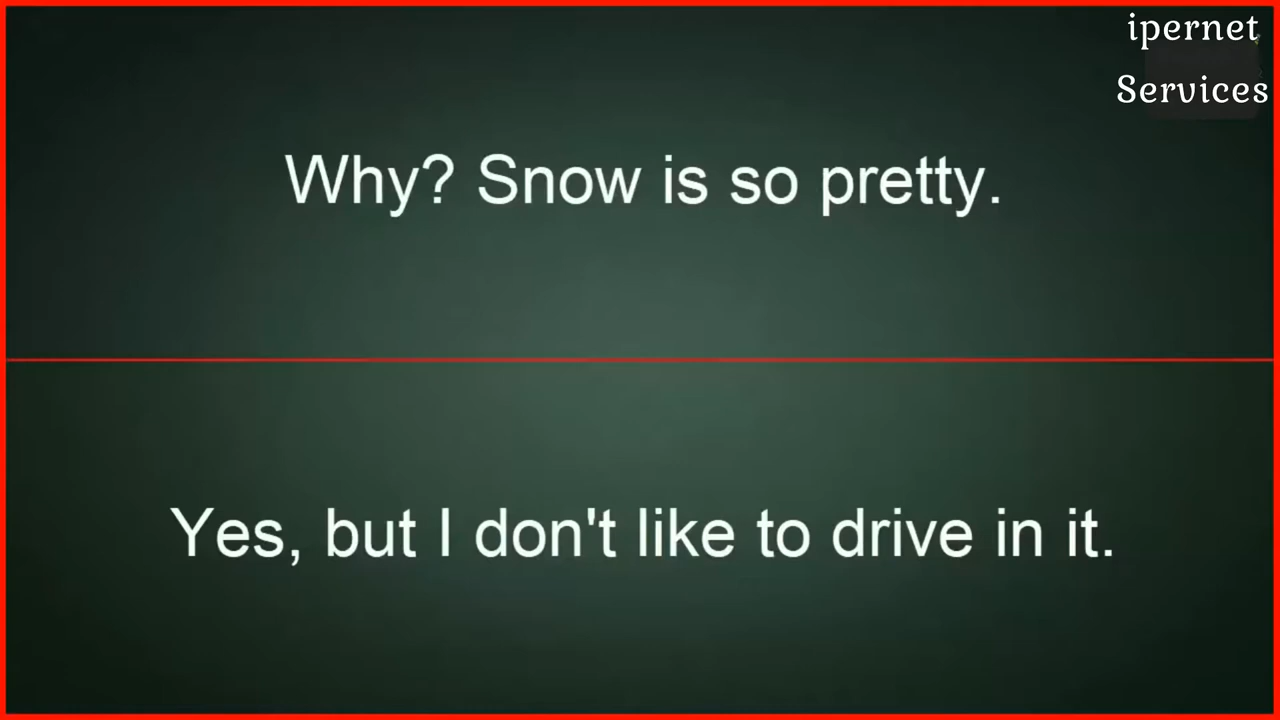 ipernet
Services
Why? Snow is so pretty.
Yes, but I don't like to drive in it.